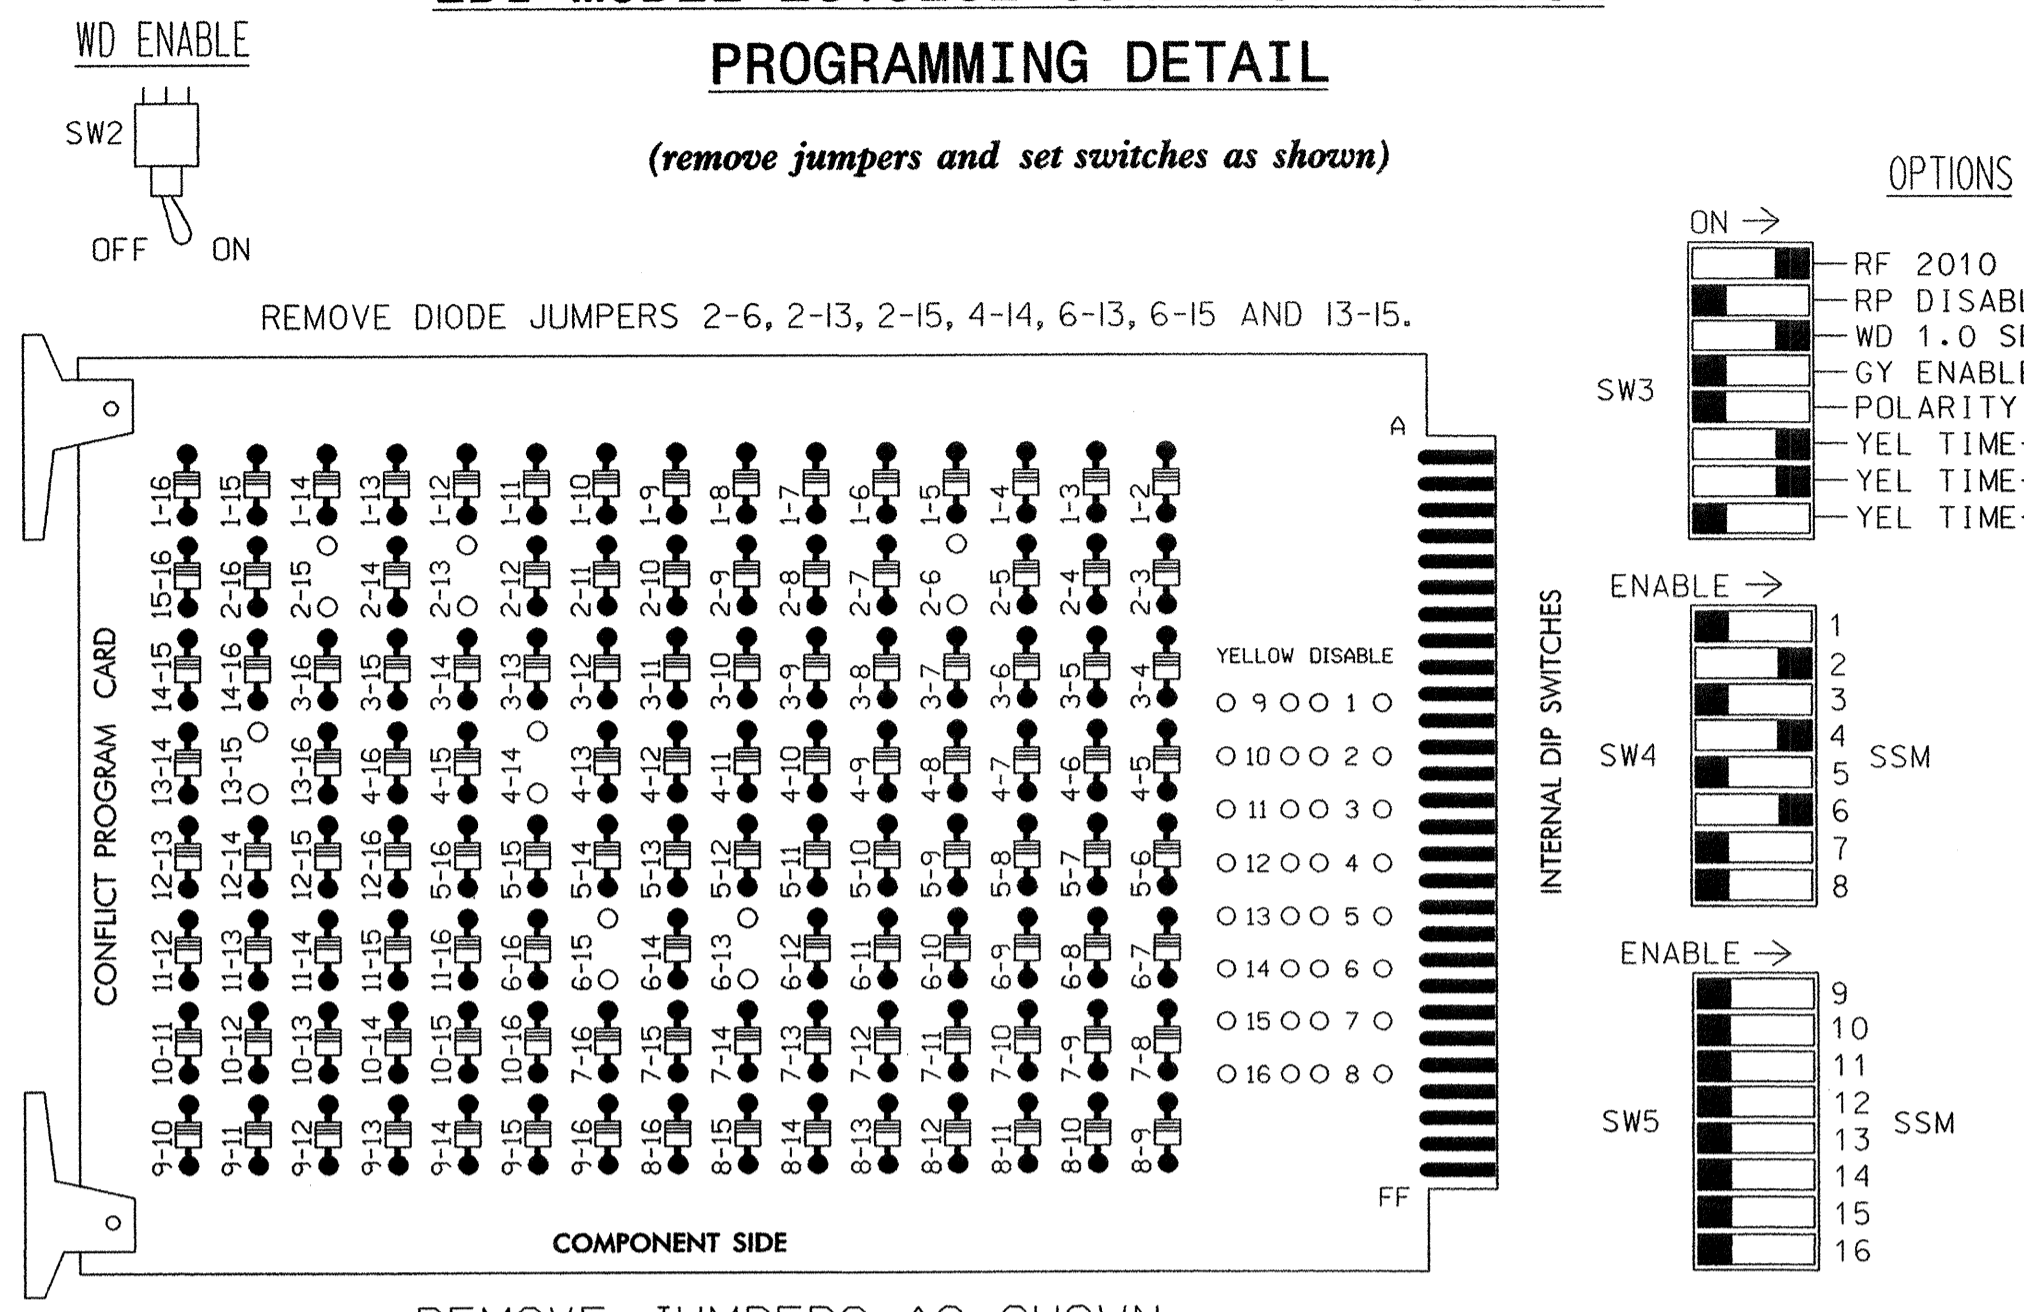 WD ENABLE
PROGRAMMING DETAIL
SW2
(remove jumpers and set switches as shown)
OPTIONS
OFF ON
ON
RF 2010
RP
WD 1.0
GY
POLARITY
YEL
YEL
YEL
SW3
REMOVE DIODE JUMPERS 2-6, 2-13, 2-15, 4-14, 6-13, 6-15 AND 13-15.
A
1-16 1-15 1-14 1-13 1-12 1-11 1-10 1-9 1-8 1-7 1-6 1-5 1-4 1-3 1-2
15-16 2-16 2-15 2-14 2-13 2-12 2-11 2-10 2-9 2-8 2-7 2-6 2-5 2-4 2-3
14-15 14-16 3-16 3-15 3-14 3-13 3-12 3-11 3-10 3-9 3-8 3-7 3-6 3-5 3-4
13-14 13-15 13-16 4-16 4-15 4-14 4-13 4-12 4-11 4-10 4-9 4-8 4-7 4-6 4-5
12-13 12-14 12-15 12-16 5-16 5-15 5-14 5-13 5-12 5-11 5-10 5-9 5-8 5-7 5-6
11-12 11-13 11-14 11-15 11-16 6-16 6-15 6-14 6-13 6-12 6-11 6-10 6-9 6-8 6-7
10-11 10-12 10-13 10-14 10-15 10-16 7-16 7-15 7-14 7-13 7-12 7-11 7-10 7-9 7-8
9-10 9-11 9-12 9-13 9-14 9-15 9-16 8-16 8-15 8-14 8-13 8-12 8-11 8-10 8-9
CONFLICT PROGRAM CARD
YELLOW DISABLE
9 1
10 2
11 3
12 4
13 5
14 6
15 7
16 8
FF
COMPONENT SIDE
INTERNAL DIP SWITCHES
ENABLE
SW4
1
2
3
4
5
6
7
8
SSM
ENABLE
SW5
9
10
11
12
13
14
15
16
SSM
REMOVE JUMPERS AS SHOWN